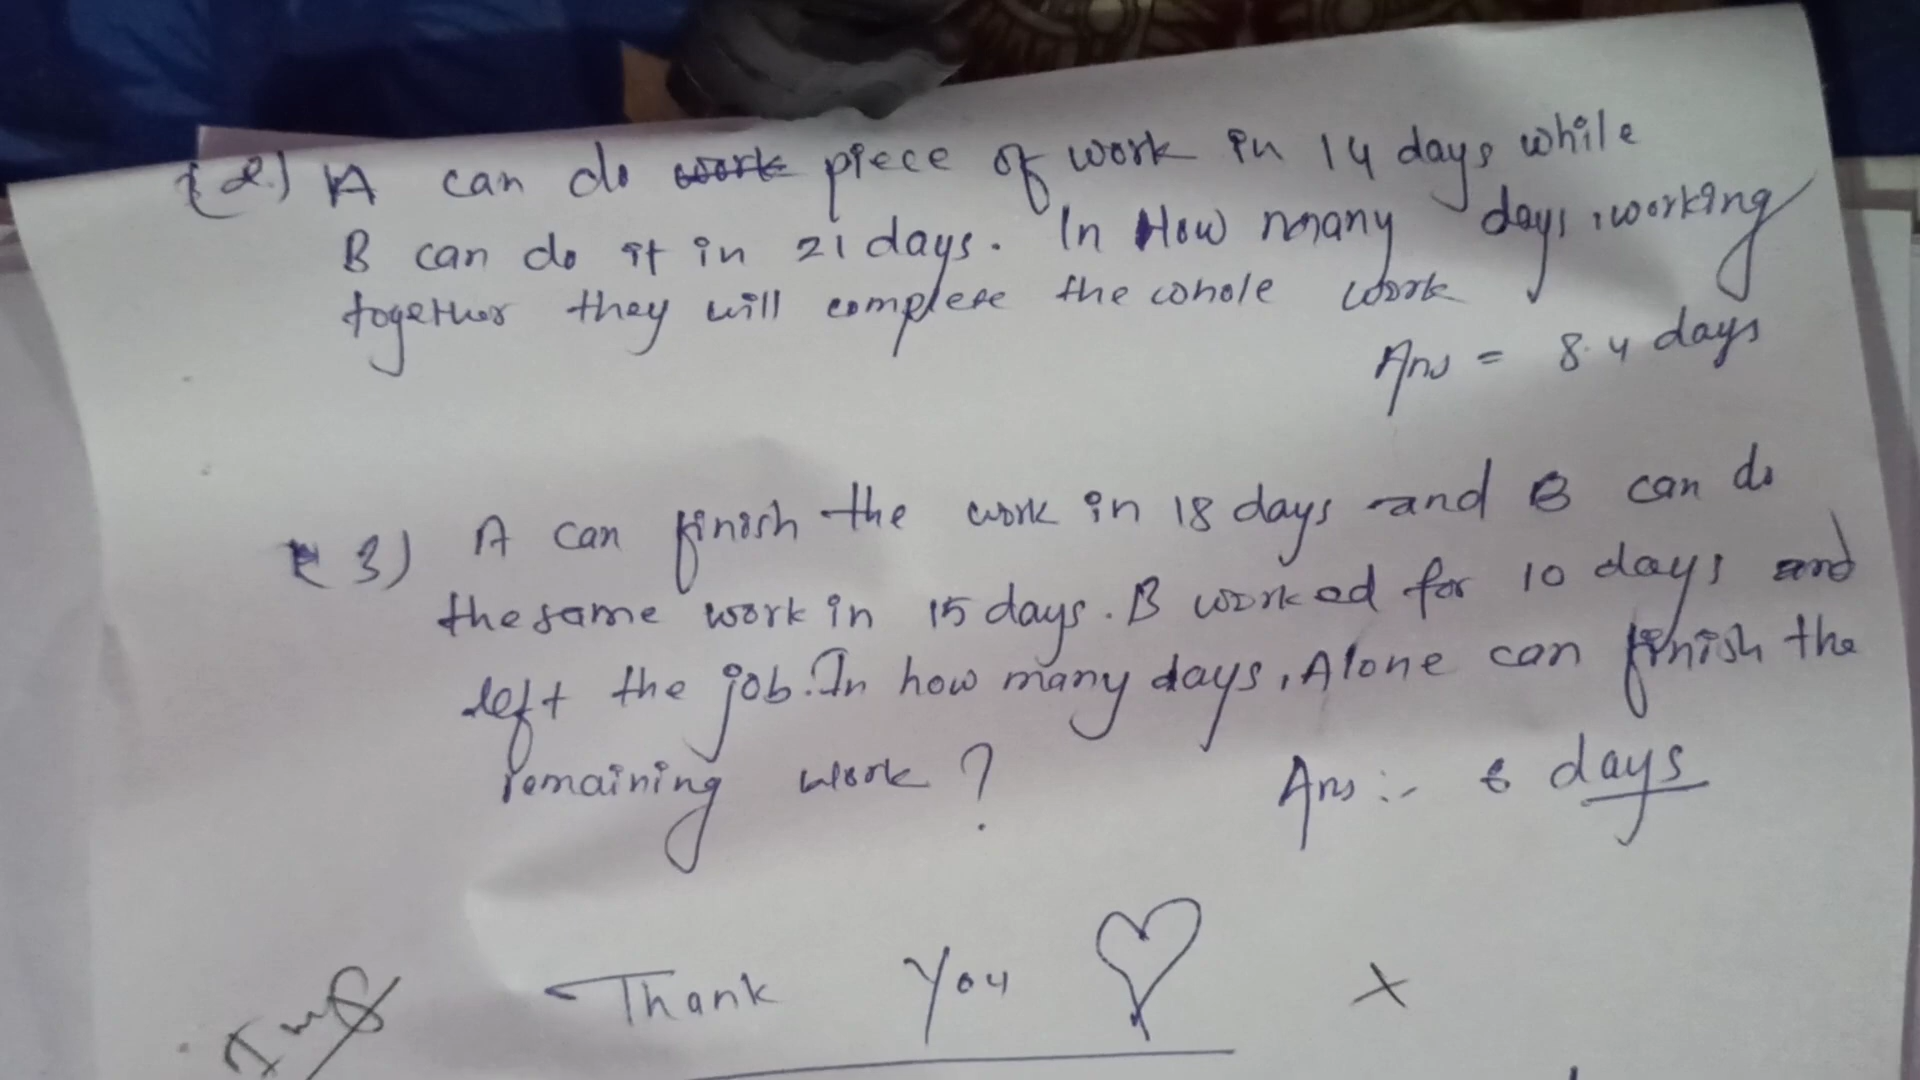 (2.) A can do work piece of work in 14 days while
B can do it in 21 days. In How many days, working
together they will complete the whole work
Ans = 8.4 days
3) A can finish the work in 18 days and B can do
the same work in 15 days. B worked for 10 days and
left the job. In how many days, A lone can finish the
remaining work ?
Ans :- 6 days
Thank You
x
Imp